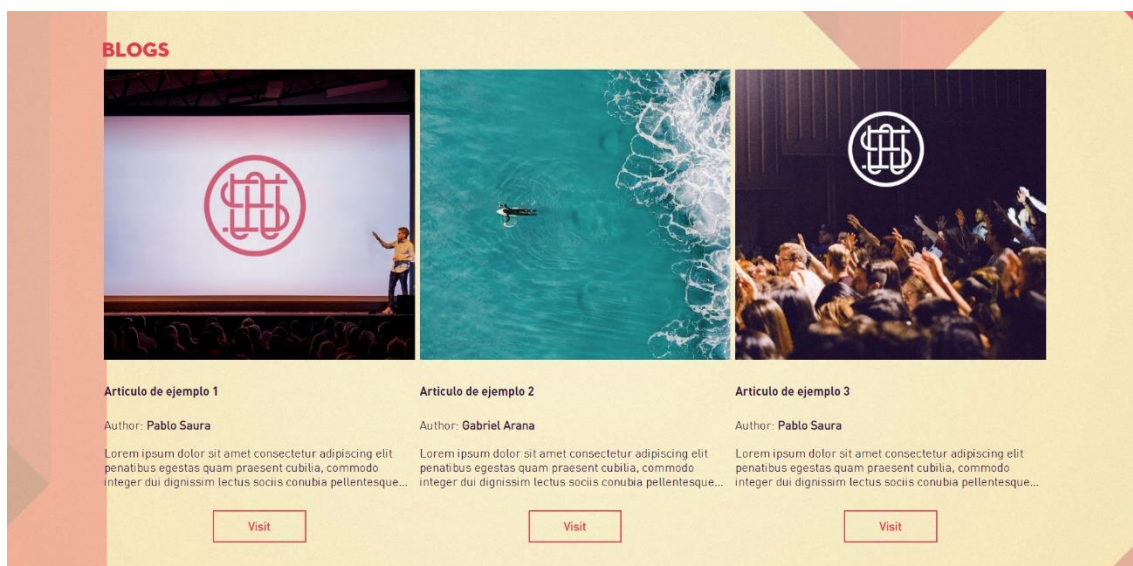 BLOGS
Articulo de ejemplo 1
Author: Pablo Saura
Lorem ipsum dolor sit amet consectetur adipiscing elit
penatibus egestas quam praesent cubilia, commodo
integer dui dignissim lectus sociis conubia pellentesque...
Visit
Articulo de ejemplo 2
Author: Gabriel Arana
Lorem ipsum dolor sit amet consectetur adipiscing elit
penatibus egestas quam praesent cubilia, commodo
integer dui dignissim lectus sociis conubia pellentesque...
Visit
Articulo de ejemplo 3
Author: Pablo Saura
Lorem ipsum dolor sit amet consectetur adipiscing elit
penatibus egestas quam praesent cubilia, commodo
integer dui dignissim lectus sociis conubia pellentesque...
Visit